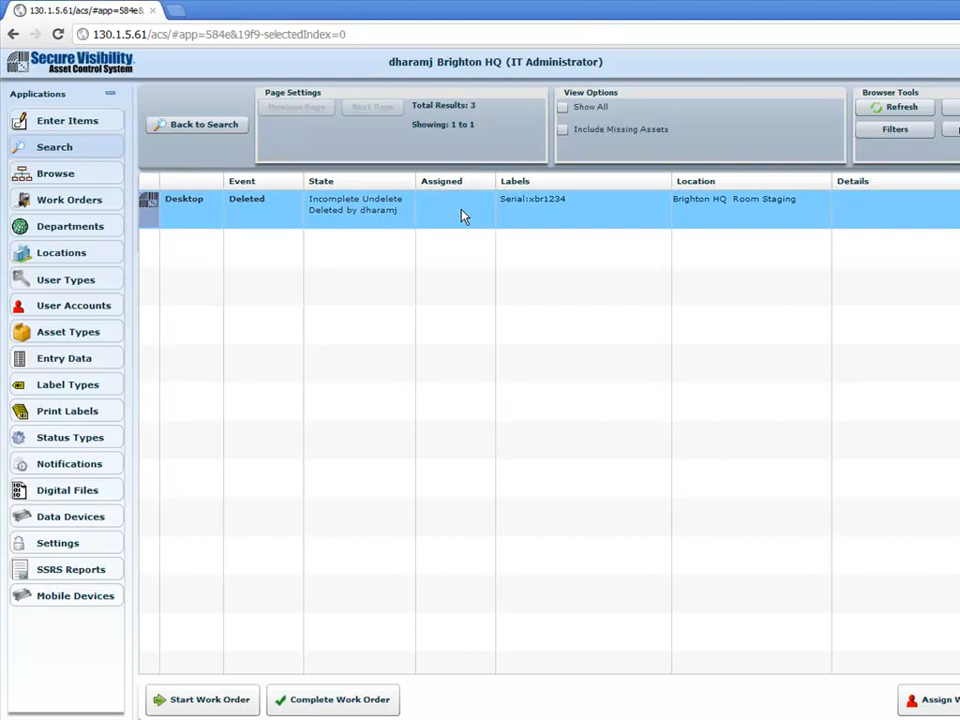 130.1.5.61/acs/#app=584e&
130.1.5.61/acs/#app=584e&19f9-selectedIndex=0
Secure Visibility
Asset Control System
dharamj Brighton HQ (IT Administrator)
Applications
Enter Items
Search
Browse
Work Orders
Departments
Locations
User Types
User Accounts
Asset Types
Entry Data
Label Types
Print Labels
Status Types
Notifications
Digital Files
Data Devices
Settings
SSRS Reports
Mobile Devices
Back to Search
Page Settings
Previous Page Next Page
Total Results: 3
Showing: 1 to 1
View Options
Show All
Include Missing Assets
Browser Tools
Refresh
Filters
Event State Assigned Labels Location Details
Desktop Deleted Incomplete Undelete Serial:xbr1234 Brighton HQ Room Staging
Deleted by dharamj
Start Work Order Complete Work Order Assign W